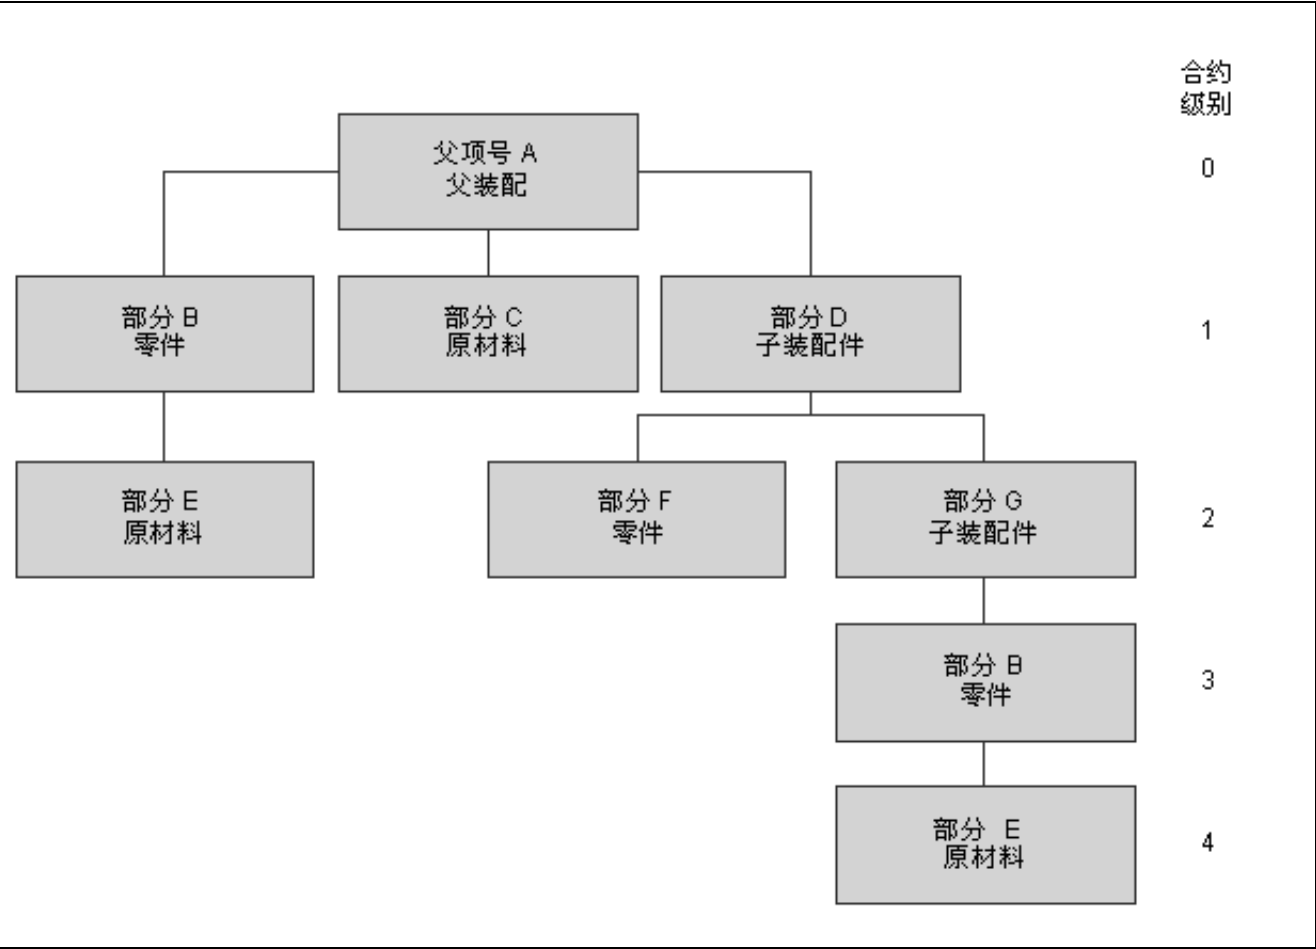 合约
级别
父项号 A
父装配
0
部分 B
零件
部分 C
原材料
部分 D
子装配件
1
部分 E
原材料
部分 F
零件
部分 G
子装配件
2
部分 B
零件
3
部分 E
原材料
4